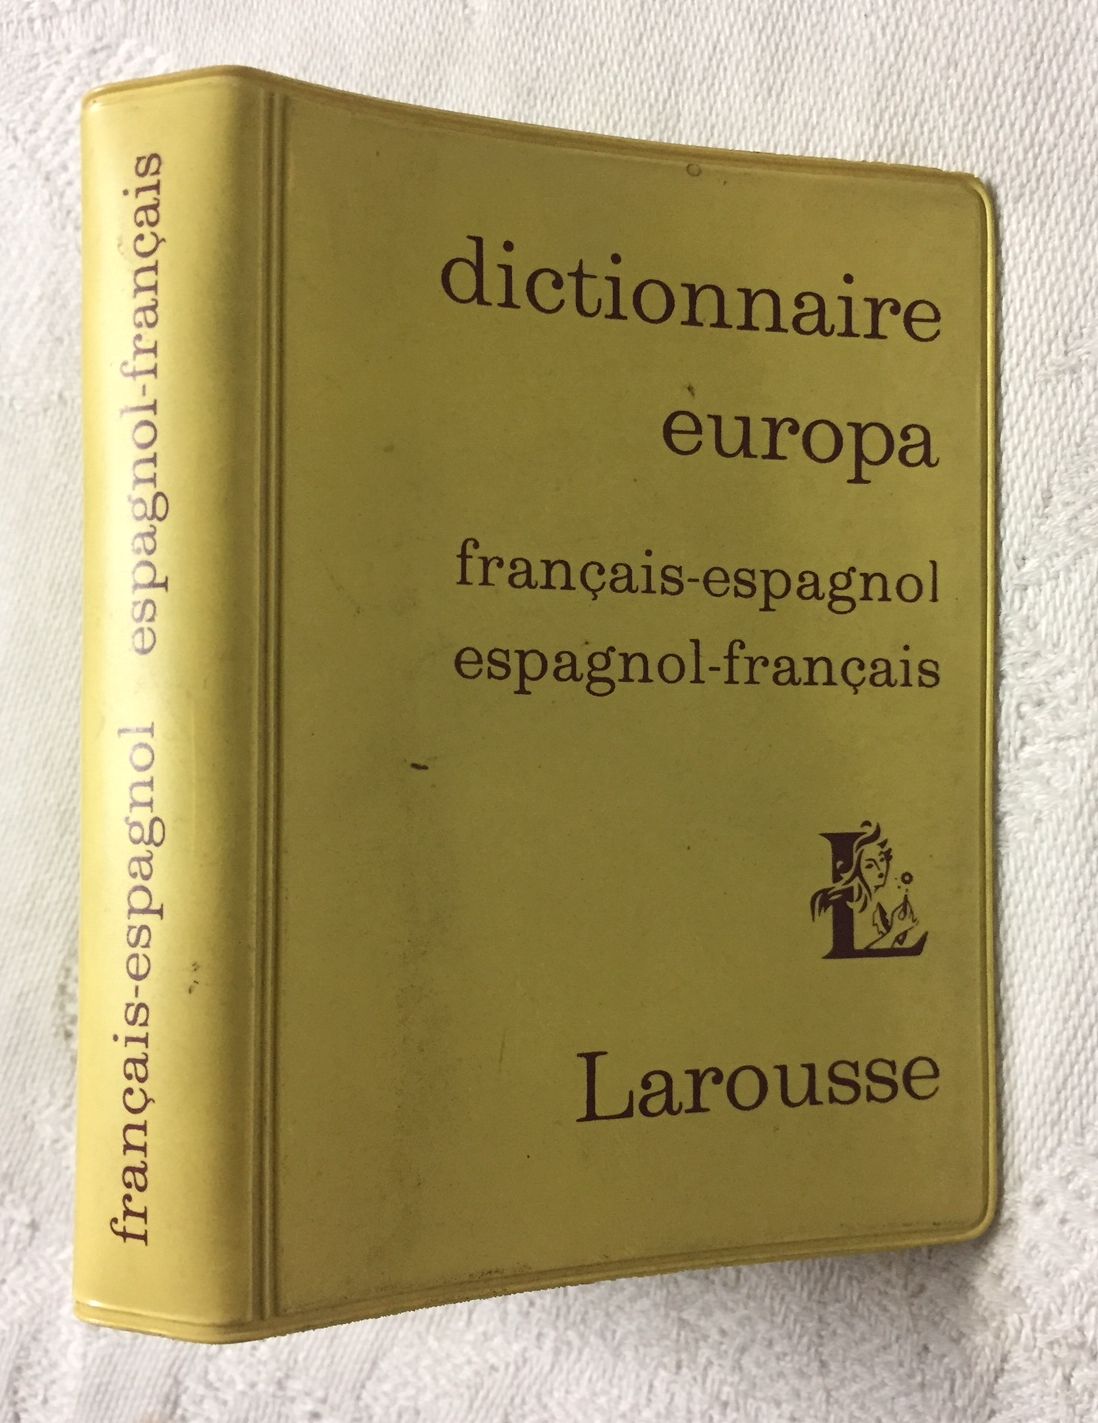 français-espagnol espagnol-français
dictionnaire
europa
français-espagnol
espagnol-français
L
Larousse